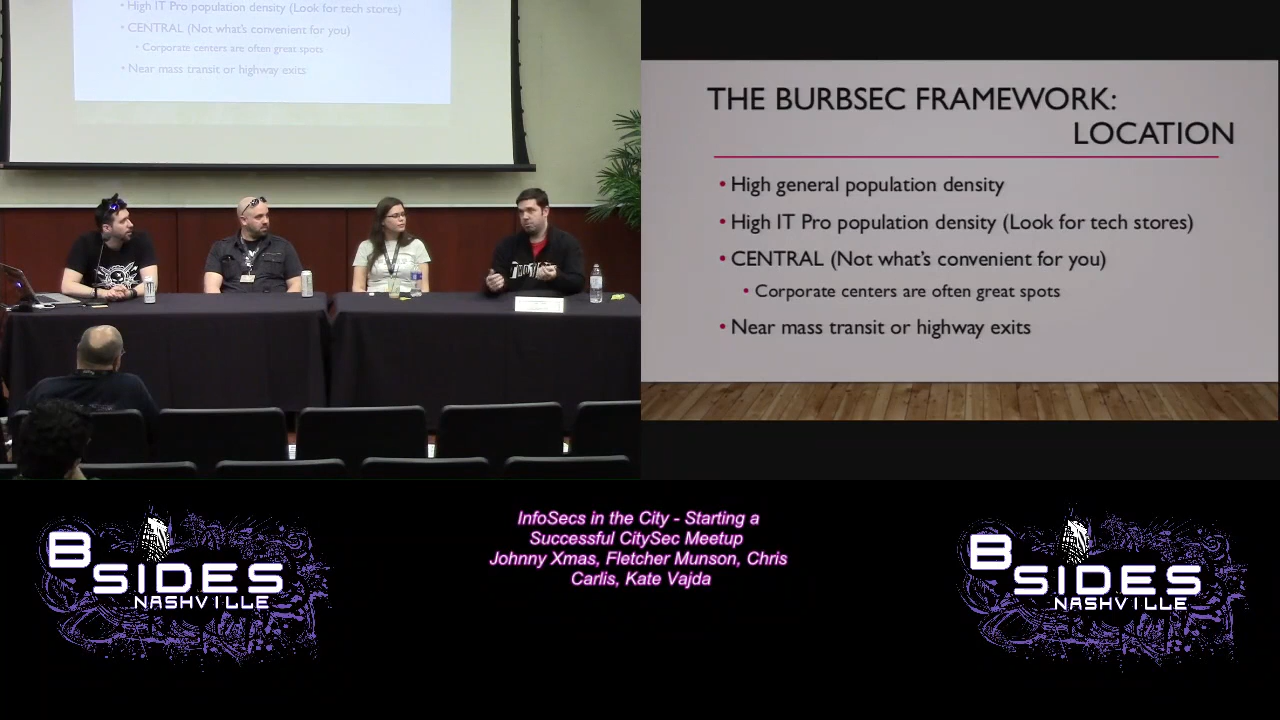 High IT Pro population density (Look for tech stores)
CENTRAL (Not what's convenient for you)
Corporate centers are often great spots
Near mass transit or highway exits
THE BURBSEC FRAMEWORK:
LOCATION
• High general population density
• High IT Pro population density (Look for tech stores)
• CENTRAL (Not what's convenient for you)
• Corporate centers are often great spots
• Near mass transit or highway exits
BSIDES
NASHVILLE
InfoSecs in the City - Starting a
Successful CitySec Meetup
Johnny Xmas, Fletcher Munson, Chris
Carlis, Kate Vajda
BSIDES
NASHVILLE